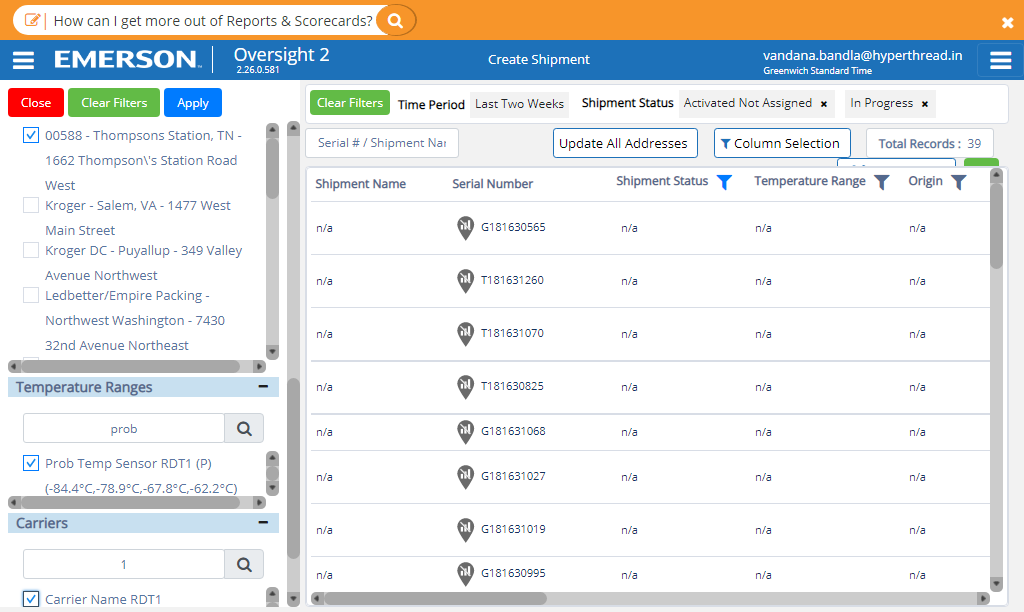 How can I get more out of Reports & Scorecards?
EMERSON
Oversight 2
2.26.0.581
Create Shipment
vandana.bandla@hyperthread.in
Greenwich Standard Time
Close
Clear Filters
Apply
00588 - Thompsons Station, TN -
1662 Thompson\'s Station Road
West
Kroger - Salem, VA - 1477 West
Main Street
Kroger DC - Puyallup - 349 Valley
Avenue Northwest
Ledbetter/Empire Packing -
Northwest Washington - 7430
32nd Avenue Northeast
Temperature Ranges
prob
Prob Temp Sensor RDT1 (P)
(-84.4°C,-78.9°C,-67.8°C,-62.2°C)
Carriers
1
Carrier Name RDT1
Clear Filters
Time Period
Last Two Weeks
Shipment Status
Activated Not Assigned ×
In Progress ×
Serial # / Shipment Nar
Update All Addresses
Column Selection
Total Records : 39
Shipment Name Serial Number Shipment Status Temperature Range Origin
n/a G181630565 n/a n/a n/a
n/a T181631260 n/a n/a n/a
n/a T181631070 n/a n/a n/a
n/a T181630825 n/a n/a n/a
n/a G181631068 n/a n/a n/a
n/a G181631027 n/a n/a n/a
n/a G181631019 n/a n/a n/a
n/a G181630995 n/a n/a n/a